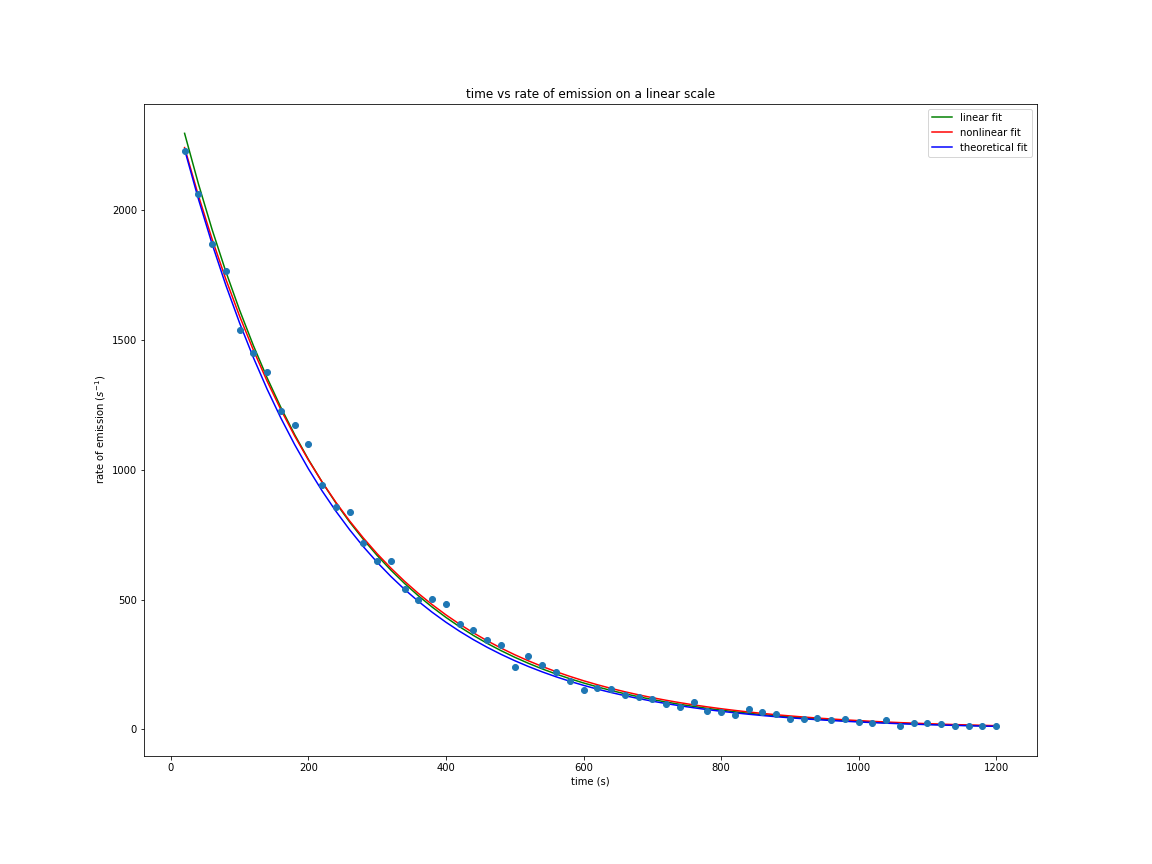 time vs rate of emission on a linear scale
linear fit
nonlinear fit
theoretical fit
2000
1500
1000
500
0
rate of emission (s⁻¹)
0 200 400 600 800 1000 1200
time (s)